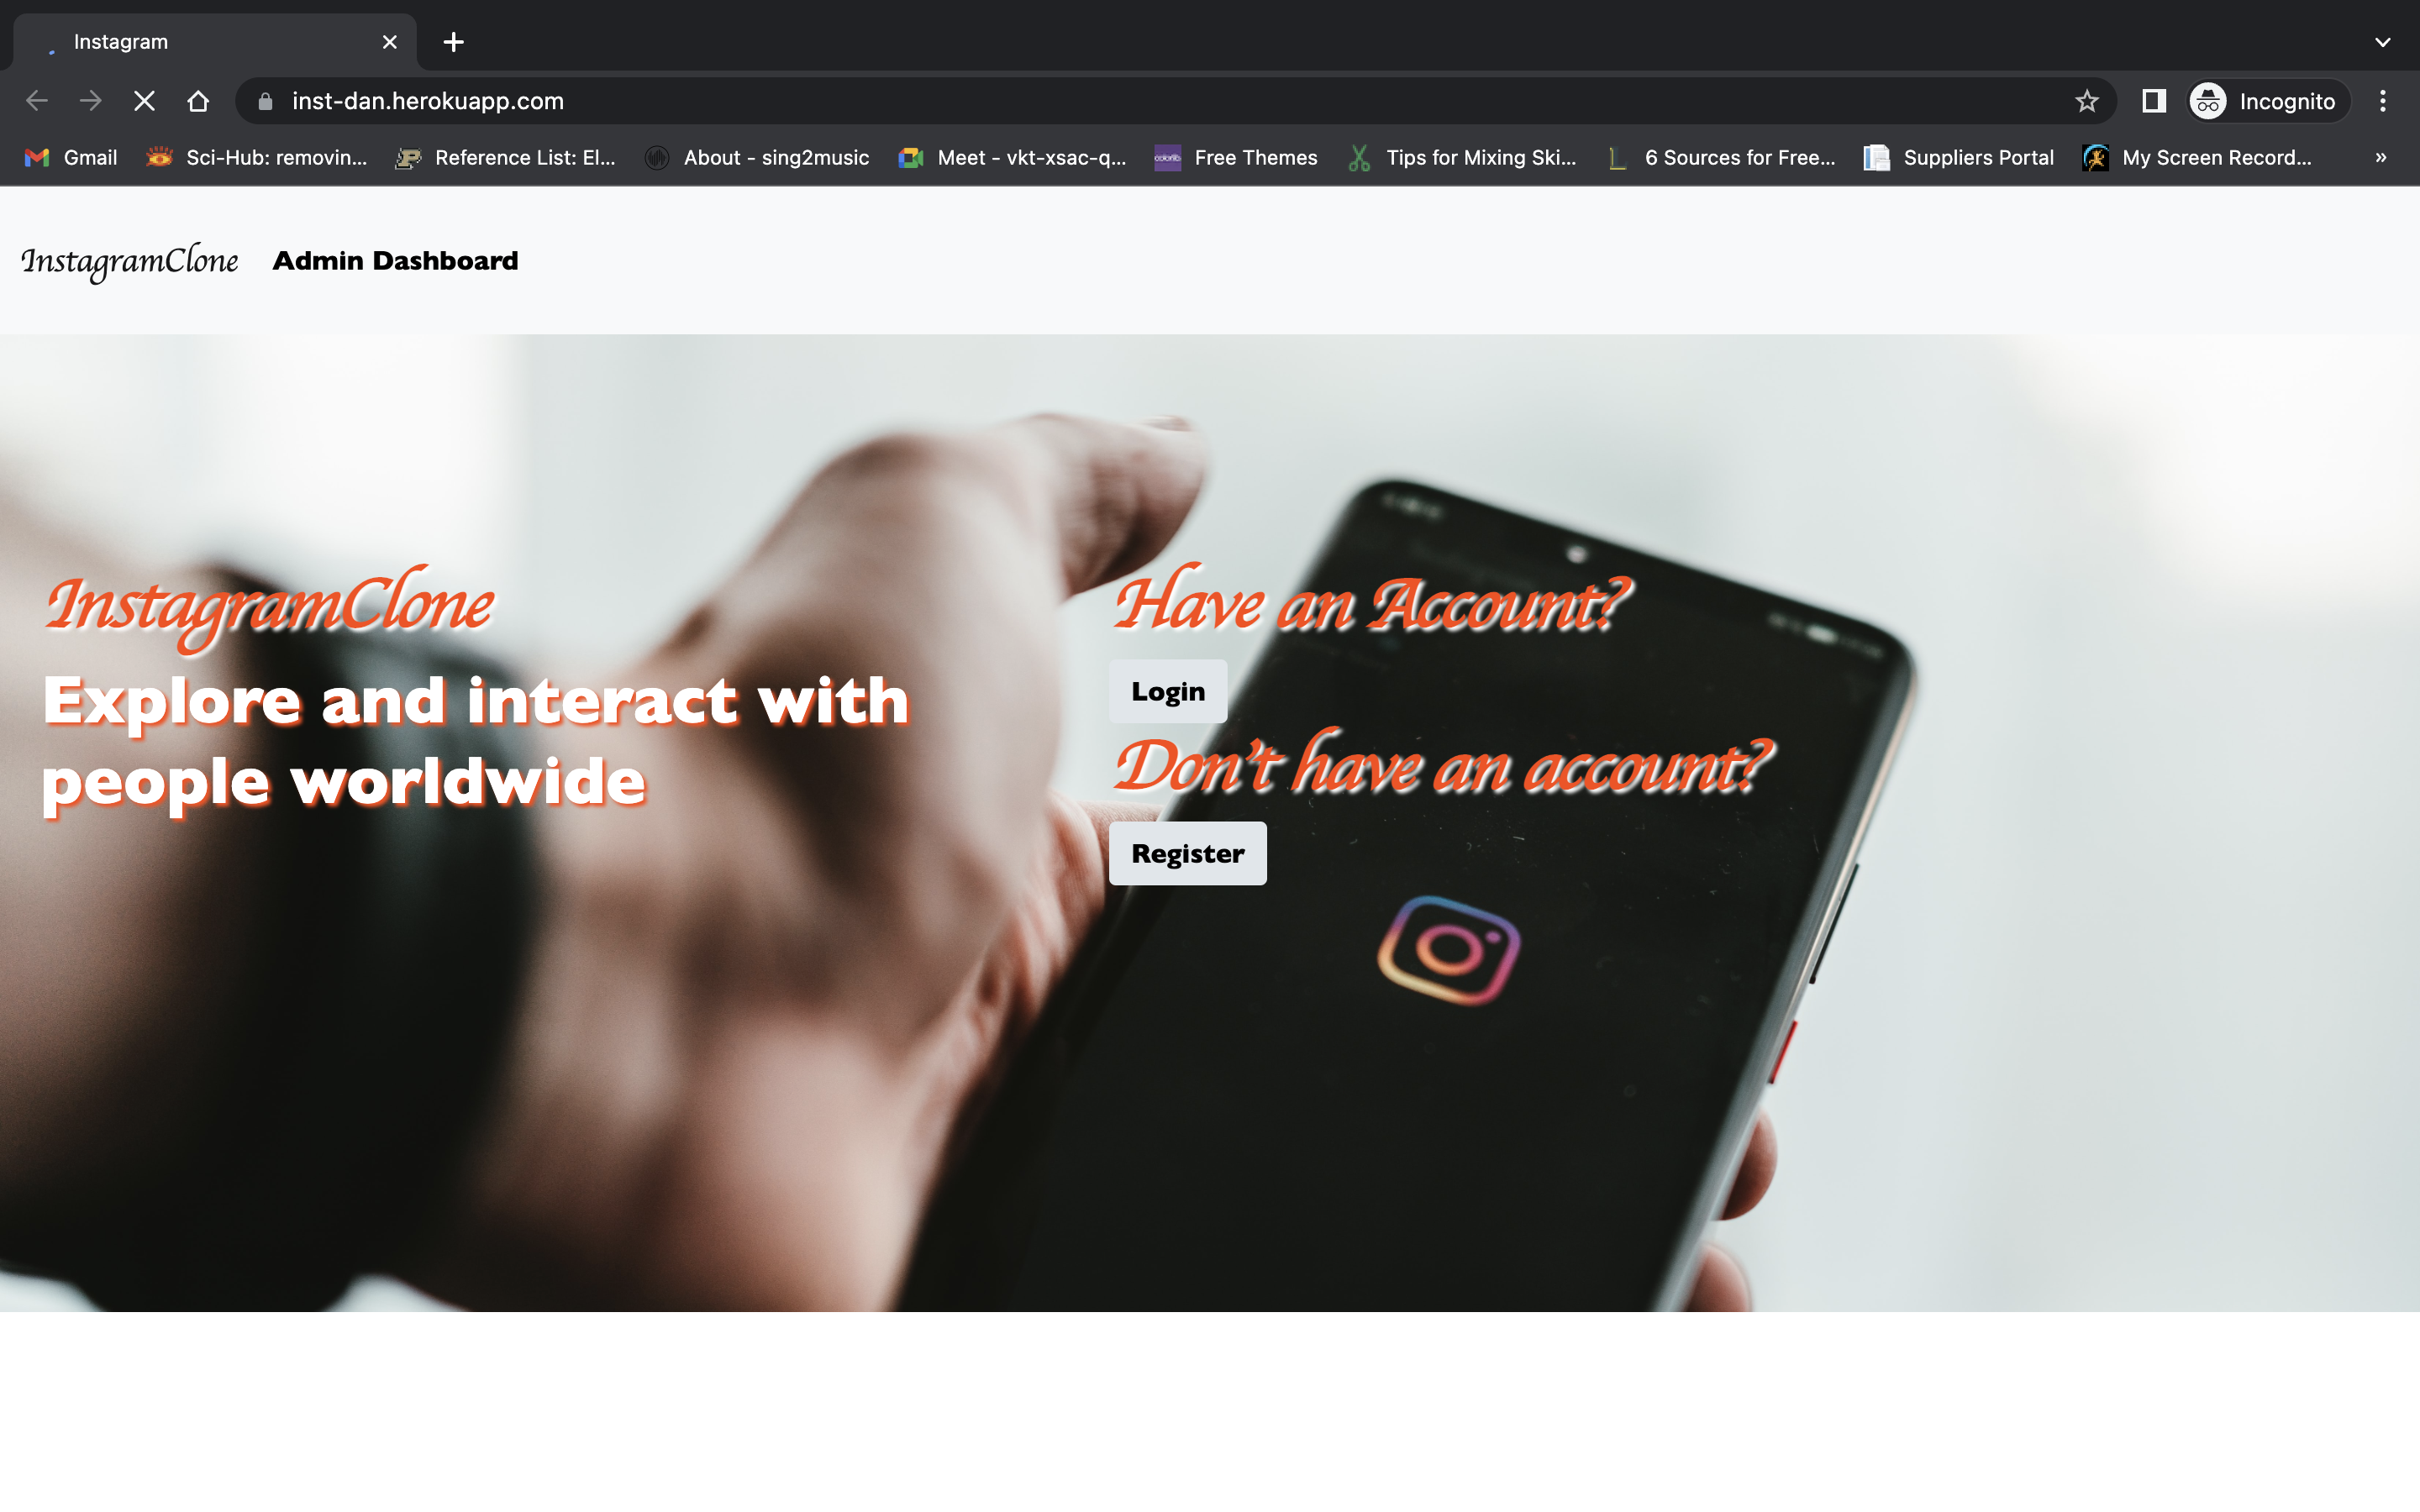 Instagram
inst-dan.herokuapp.com
Incognito
Gmail
Sci-Hub: removin...
Reference List: El...
About - sing2music
Meet - vkt-xsac-q...
Free Themes
Tips for Mixing Ski...
6 Sources for Free...
Suppliers Portal
My Screen Record...
»
InstagramClone
Admin Dashboard
InstagramClone
Explore and interact with
people worldwide
Have an Account?
Login
Don't have an account?
Register